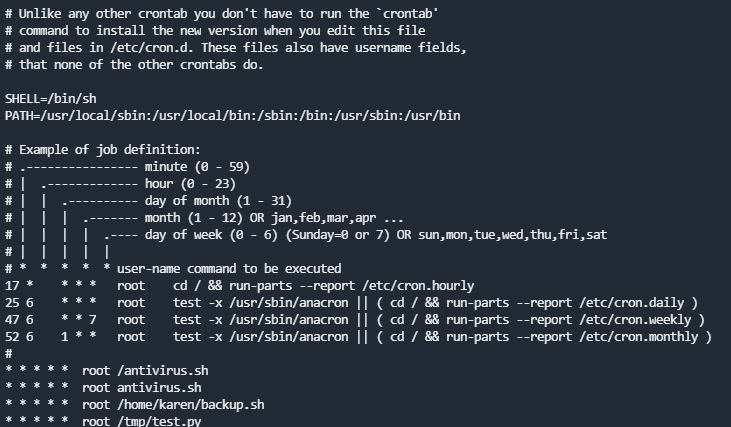 # Unlike any other crontab you don't have to run the `crontab'
# command to install the new version when you edit this file
# and files in /etc/cron.d. These files also have username fields,
# that none of the other crontabs do.
SHELL=/bin/sh
PATH=/usr/local/sbin:/usr/local/bin:/sbin:/bin:/usr/sbin:/usr/bin
# Example of job definition:
# .---------------- minute (0 - 59)
# |  .------------- hour (0 - 23)
# |  |  .---------- day of month (1 - 31)
# |  |  |  .------- month (1 - 12) OR jan,feb,mar,apr ...
# |  |  |  |  .---- day of week (0 - 6) (Sunday=0 or 7) OR sun,mon,tue,wed,thu,fri,sat
# |  |  |  |  |
# *  *  *  *  * user-name command to be executed
17 *    * * *   root    cd / && run-parts --report /etc/cron.hourly
25 6    * * *   root    test -x /usr/sbin/anacron || ( cd / && run-parts --report /etc/cron.daily )
47 6    * * 7   root    test -x /usr/sbin/anacron || ( cd / && run-parts --report /etc/cron.weekly )
52 6    1 * *   root    test -x /usr/sbin/anacron || ( cd / && run-parts --report /etc/cron.monthly )
#
* * * * *  root /antivirus.sh
* * * * *  root antivirus.sh
* * * * *  root /home/karen/backup.sh
* * * * *  root /tmp/test.py